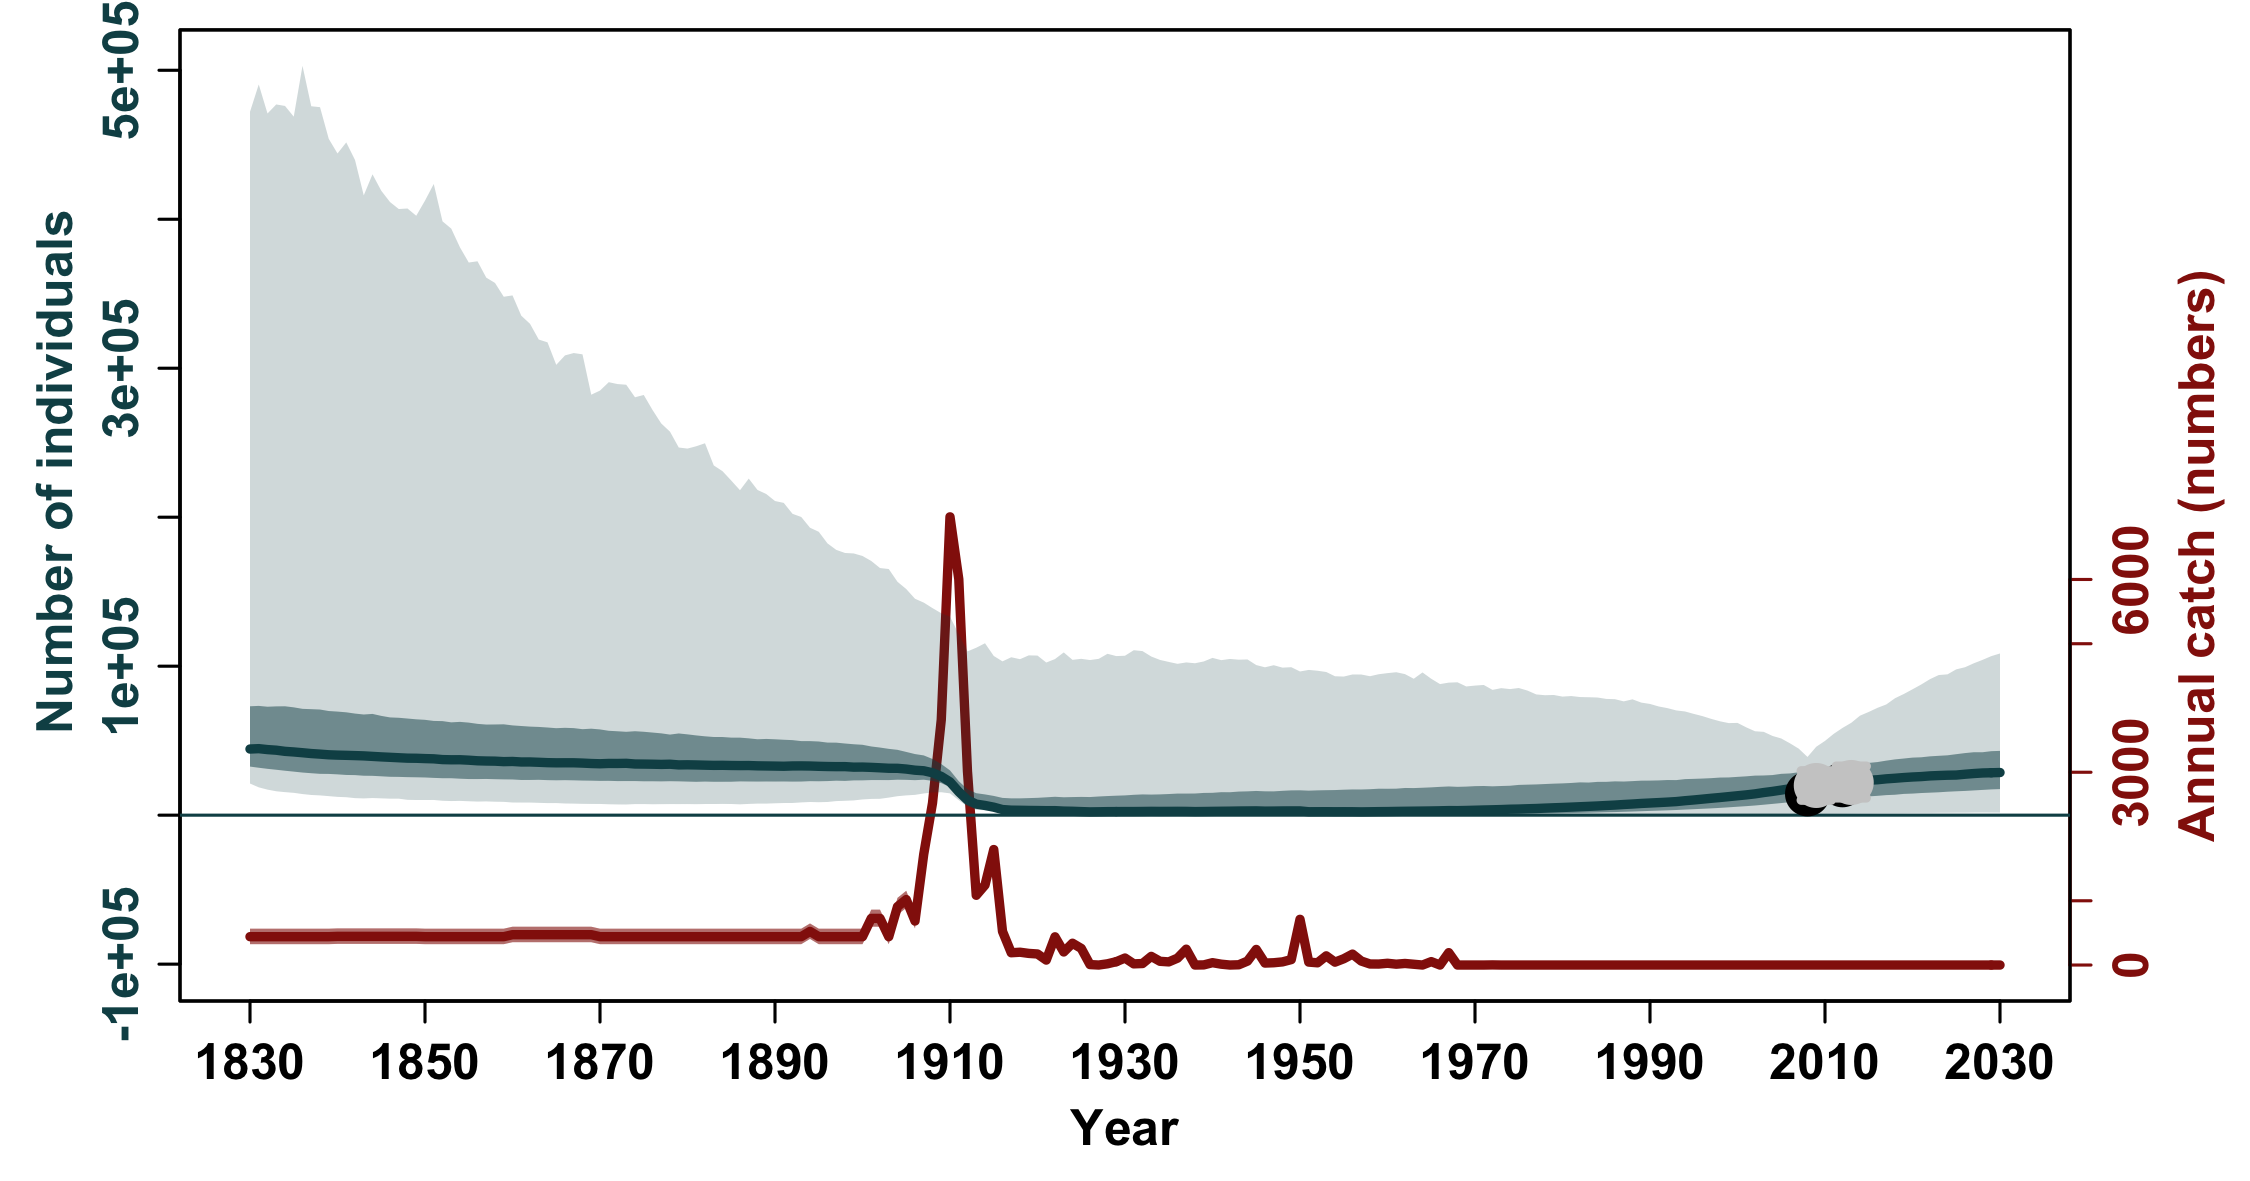 Number of individuals
5e+05
3e+05
1e+05
-1e+05
Annual catch (numbers)
6000
3000
0
1830 1850 1870 1890 1910 1930 1950 1970 1990 2010 2030
Year